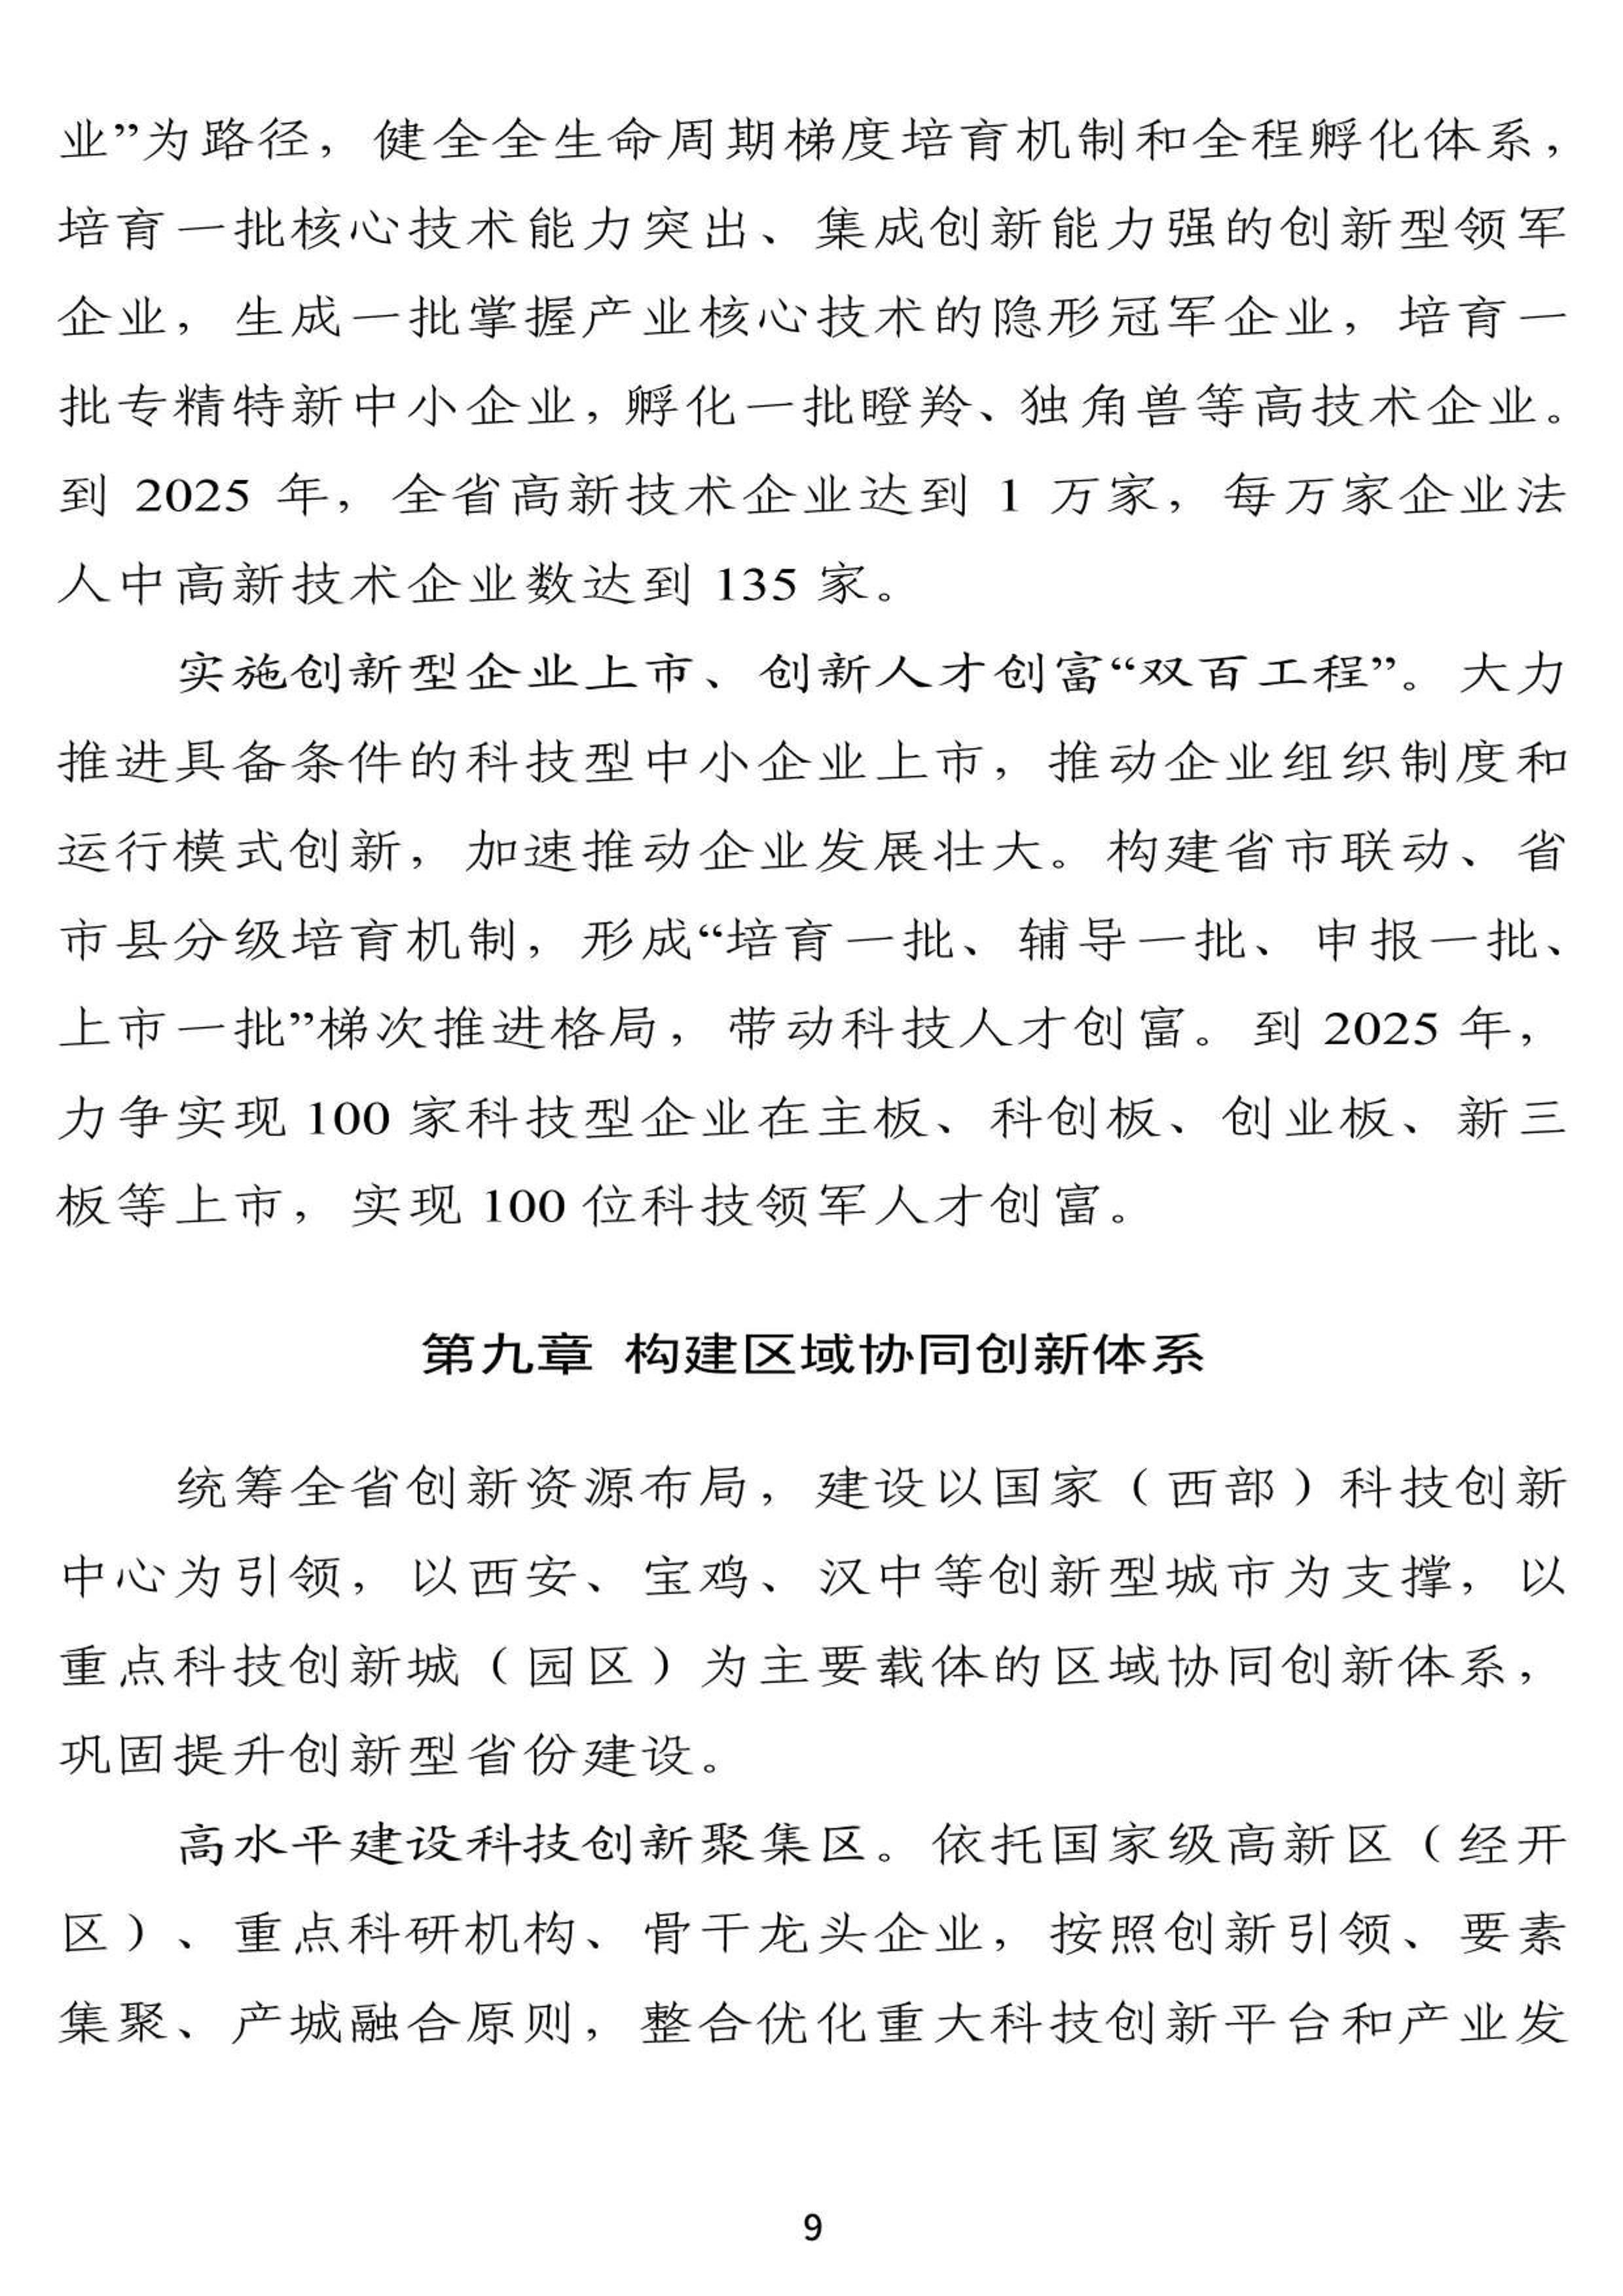 业”为路径，健全全生命周期梯度培育机制和全程孵化体系，
培育一批核心技术能力突出、集成创新能力强的创新型领军
企业，生成一批掌握产业核心技术的隐形冠军企业，培育一
批专精特新中小企业，孵化一批瞪羚、独角兽等高技术企业。
到 2025 年，全省高新技术企业达到 1 万家，每万家企业法
人中高新技术企业数达到 135 家。
实施创新型企业上市、创新人才创富“双百工程”。大力
推进具备条件的科技型中小企业上市，推动企业组织制度和
运行模式创新，加速推动企业发展壮大。构建省市联动、省
市县分级培育机制，形成“培育一批、辅导一批、申报一批、
上市一批”梯次推进格局，带动科技人才创富。到 2025 年，
力争实现 100 家科技型企业在主板、科创板、创业板、新三
板等上市，实现 100 位科技领军人才创富。
第九章 构建区域协同创新体系
统筹全省创新资源布局，建设以国家（西部）科技创新
中心为引领，以西安、宝鸡、汉中等创新型城市为支撑，以
重点科技创新城（园区）为主要载体的区域协同创新体系，
巩固提升创新型省份建设。
高水平建设科技创新聚集区。依托国家级高新区（经开
区）、重点科研机构、骨干龙头企业，按照创新引领、要素
集聚、产城融合原则，整合优化重大科技创新平台和产业发
9